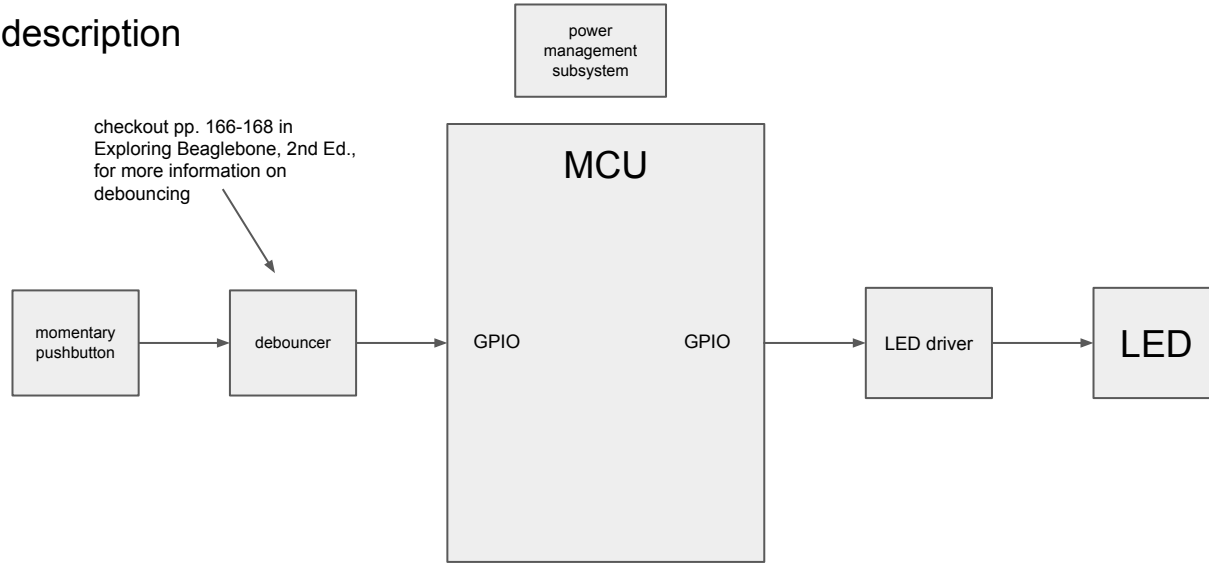 description
power
management
subsystem
checkout pp. 166-168 in
Exploring Beaglebone, 2nd Ed.,
for more information on
debouncing
MCU
momentary
pushbutton
debouncer
GPIO
GPIO
LED driver
LED